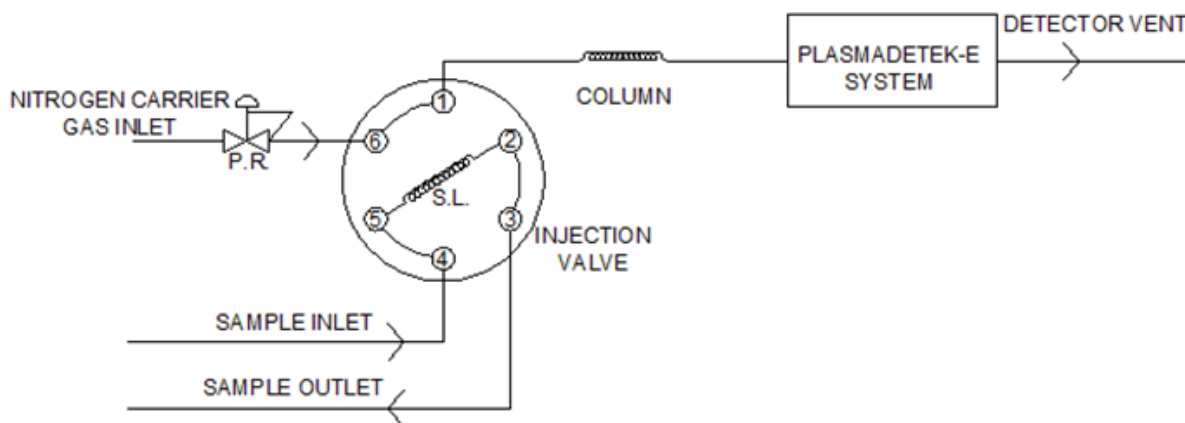 DETECTOR VENT
PLASMADETEK-E
SYSTEM
COLUMN
NITROGEN CARRIER
GAS INLET
P.R.
1
6
2
S.L.
5
3
4
INJECTION
VALVE
SAMPLE INLET
SAMPLE OUTLET